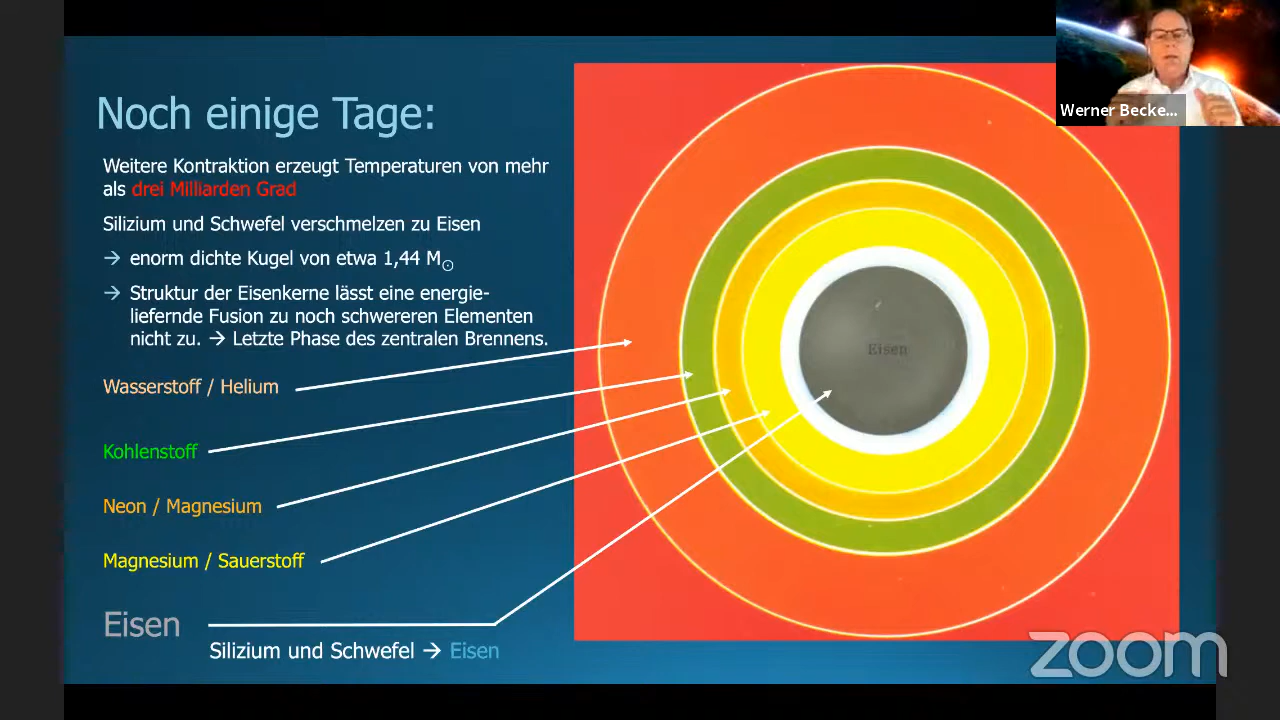 Noch einige Tage:
Weitere Kontraktion erzeugt Temperaturen von mehr
als drei Milliarden Grad
Silizium und Schwefel verschmelzen zu Eisen
→ enorm dichte Kugel von etwa 1,44 M☉
→ Struktur der Eisenkerne lässt eine energie-
liefernde Fusion zu noch schwereren Elementen
nicht zu. → Letzte Phase des zentralen Brennens.
Wasserstoff / Helium
Kohlenstoff
Neon / Magnesium
Magnesium / Sauerstoff
Eisen
Silizium und Schwefel → Eisen
Eisen
Werner Becke...
zoom